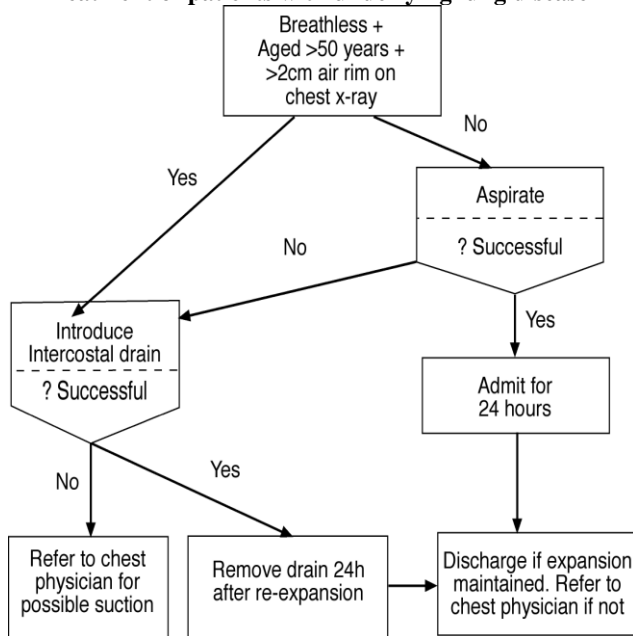 Breathless +
Aged >50 years +
>2cm air rim on
chest x-ray
No
Yes
Aspirate
? Successful
No
Introduce
Intercostal drain
? Successful
Yes
Admit for
24 hours
No
Yes
Refer to chest
physician for
possible suction
Remove drain 24h
after re-expansion
Discharge if expansion
maintained. Refer to
chest physician if not